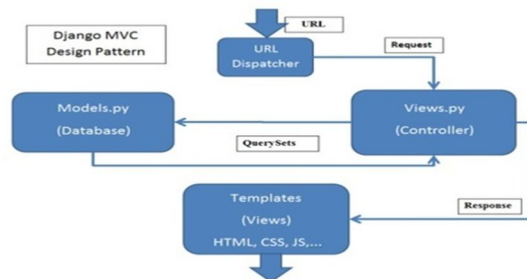 Django MVC
Design Pattern
URL
URL
Dispatcher
Request
Models.py
(Database)
Views.py
(Controller)
QuerySets
Templates
(Views)
HTML, CSS, JS,...
Response